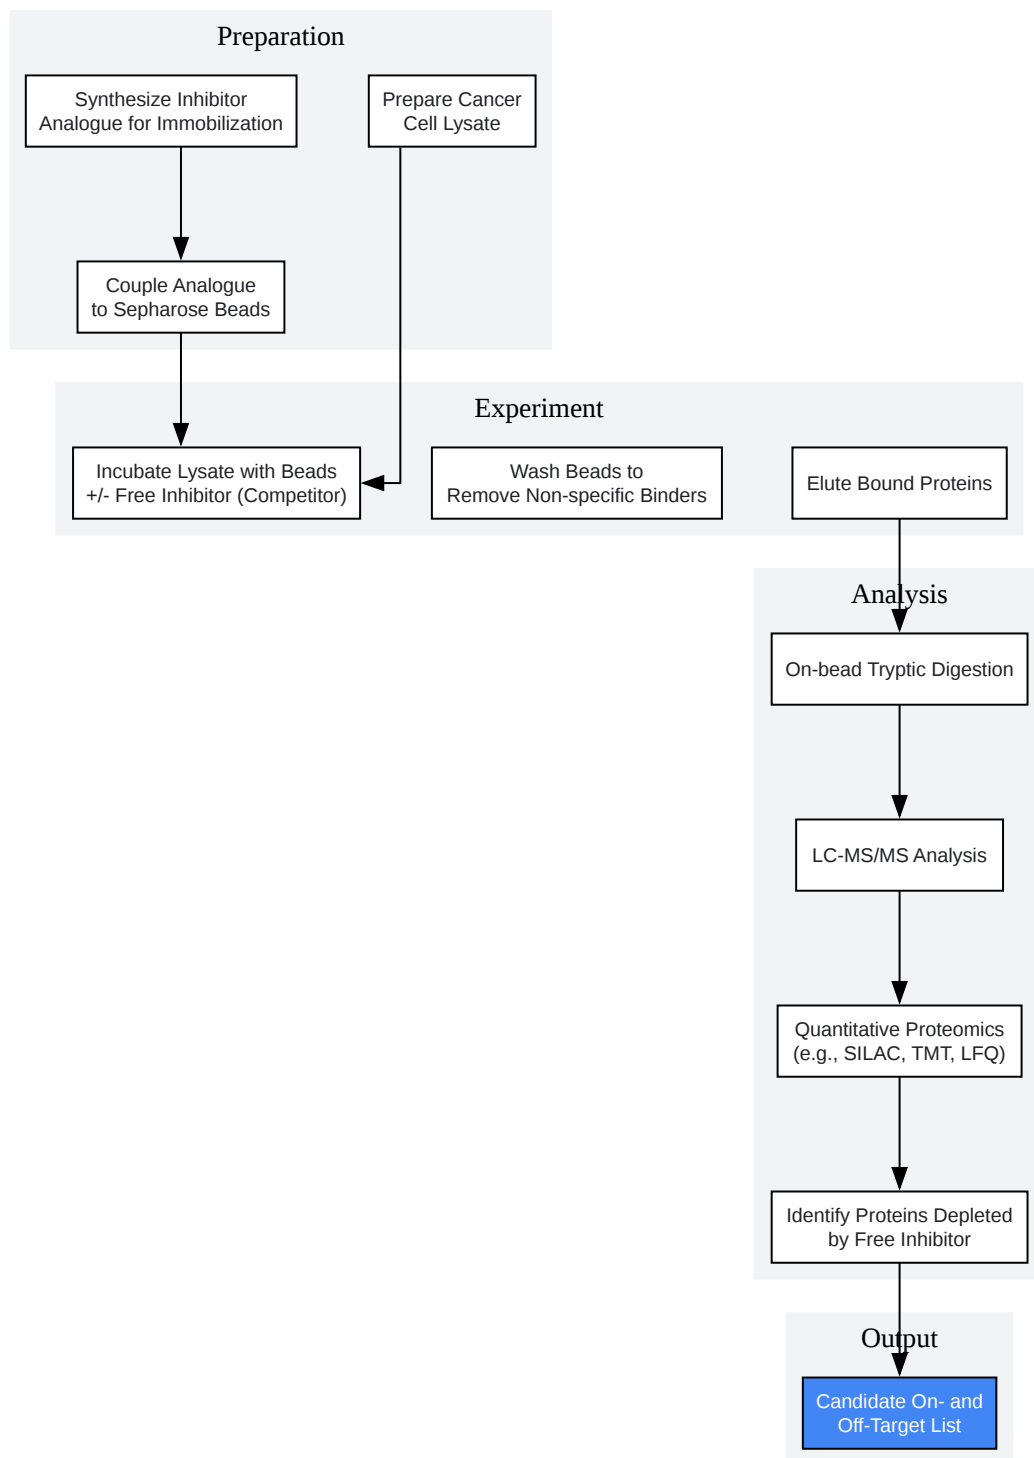 Preparation
Synthesize Inhibitor
Analogue for Immobilization
Prepare Cancer
Cell Lysate
Couple Analogue
to Sepharose Beads
Experiment
Incubate Lysate with Beads
+/- Free Inhibitor (Competitor)
Wash Beads to
Remove Non-specific Binders
Elute Bound Proteins
Analysis
On-bead Tryptic Digestion
LC-MS/MS Analysis
Quantitative Proteomics
(e.g., SILAC, TMT, LFQ)
Identify Proteins Depleted
by Free Inhibitor
Output
Candidate On- and
Off-Target List